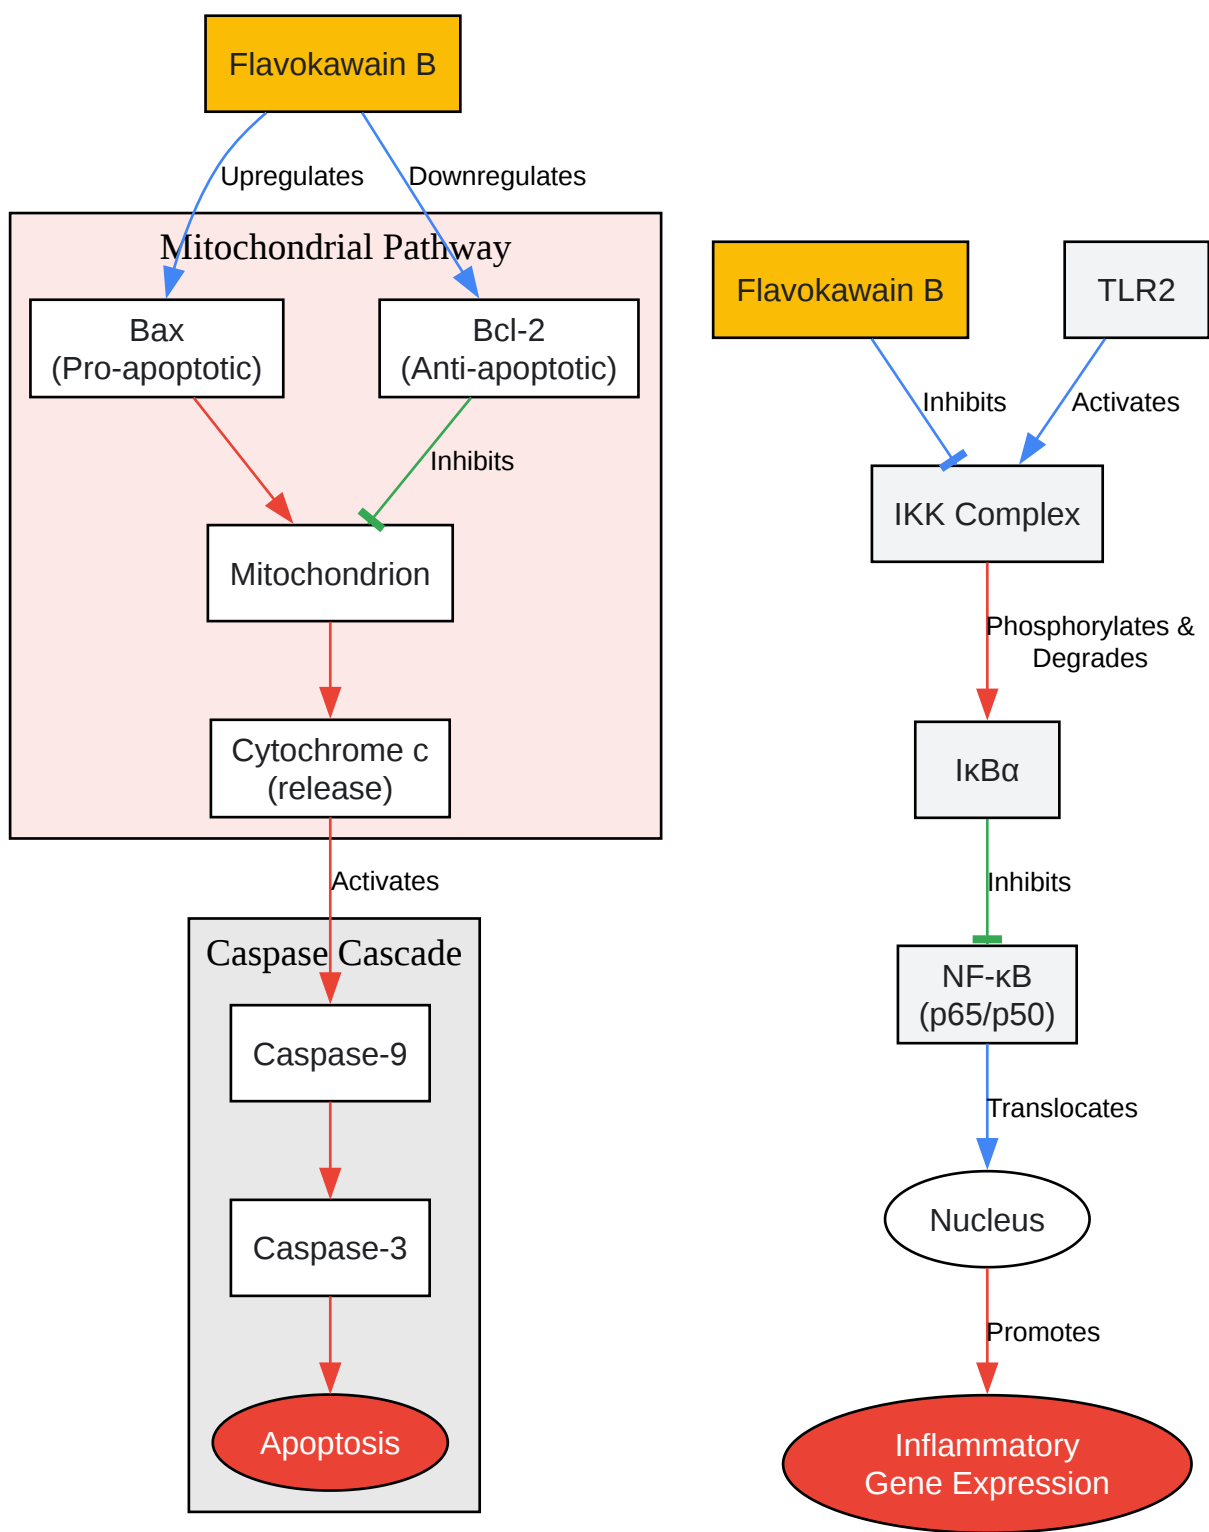 Flavokawain B
Upregulates
Downregulates
Mitochondrial Pathway
Bax
(Pro-apoptotic)
Bcl-2
(Anti-apoptotic)
Inhibits
Mitochondrion
Cytochrome c
(release)
Activates
Caspase Cascade
Caspase-9
Caspase-3
Apoptosis
Flavokawain B
TLR2
Inhibits
Activates
IKK Complex
Phosphorylates &
Degrades
IκBα
Inhibits
NF-κB
(p65/p50)
Translocates
Nucleus
Promotes
Inflammatory
Gene Expression